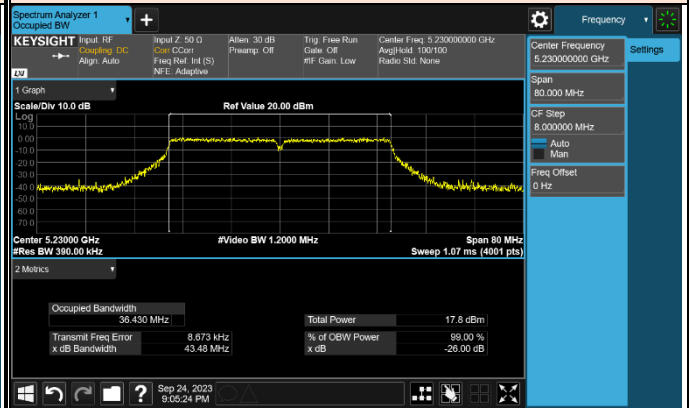 Spectrum Analyzer 1
Occupied BW
+
Frequency
KEYSIGHT
Input: RF
Coupling: DC
Align: Auto
Input Z: 50 Ω
Corr CCorr
Freq Ref: Int (S)
NFE: Adaptive
Atten: 30 dB
Preamp: Off
Trig: Free Run
Gate: Off
#IF Gain: Low
Center Freq: 5.230000000 GHz
Avg|Hold: 100/100
Radio Std: None
LXI
Center Frequency
5.230000000 GHz
Settings
Span
80.000 MHz
CF Step
8.000000 MHz
Auto
Man
Freq Offset
0 Hz
1 Graph
Scale/Div 10.0 dB
Ref Value 20.00 dBm
Log
10.0
0.00
-10.0
-20.0
-30.0
-40.0
-50.0
-60.0
-70.0
Center 5.23000 GHz
#Video BW 1.2000 MHz
Span 80 MHz
#Res BW 390.00 kHz
Sweep 1.07 ms (4001 pts)
2 Metrics
Occupied Bandwidth
36.430 MHz
Total Power 17.8 dBm
Transmit Freq Error 8.673 kHz
% of OBW Power 99.00 %
x dB Bandwidth 43.48 MHz
x dB -26.00 dB
?
Sep 24, 2023
9:05:24 PM